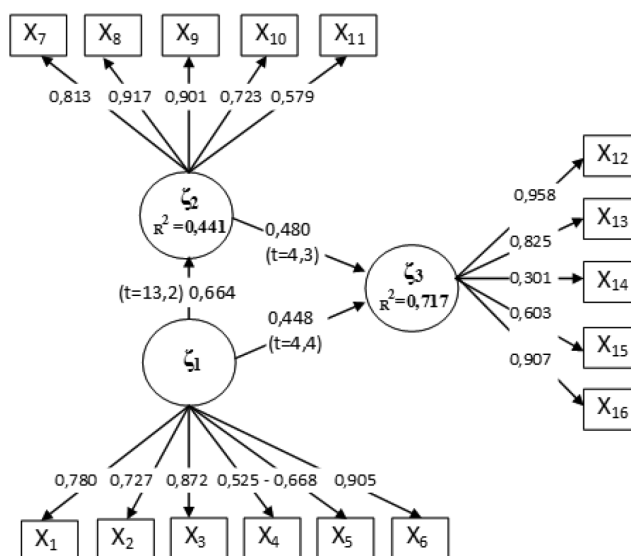 X7 X8 X9 X10 X11
0,813 0,917 0,901 0,723 0,579
X12
0,958
X13
ζ2
R² =0,441
0,480
(t=4,3)
0,825
ζ3
R²=0,717
0,301
X14
(t=13,2) 0,664
0,448
(t=4,4)
0,603
X15
ζ1
0,907
X16
0,780 0,727 0,872 0,525 - 0,668 0,905
X1 X2 X3 X4 X5 X6